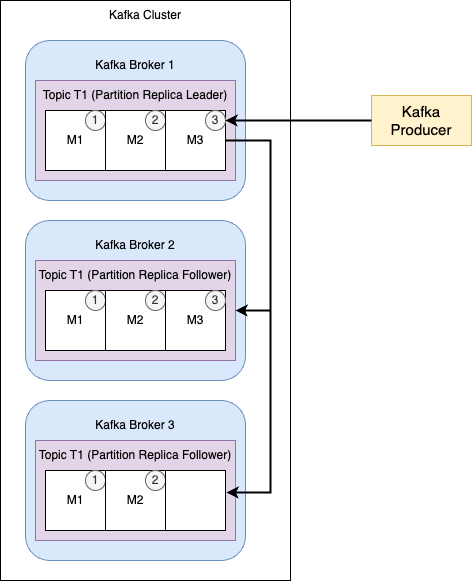 Kafka Cluster
Kafka Broker 1
Topic T1 (Partition Replica Leader)
1 2 3
M1 M2 M3
Kafka
Producer
Kafka Broker 2
Topic T1 (Partition Replica Follower)
1 2 3
M1 M2 M3
Kafka Broker 3
Topic T1 (Partition Replica Follower)
1 2
M1 M2